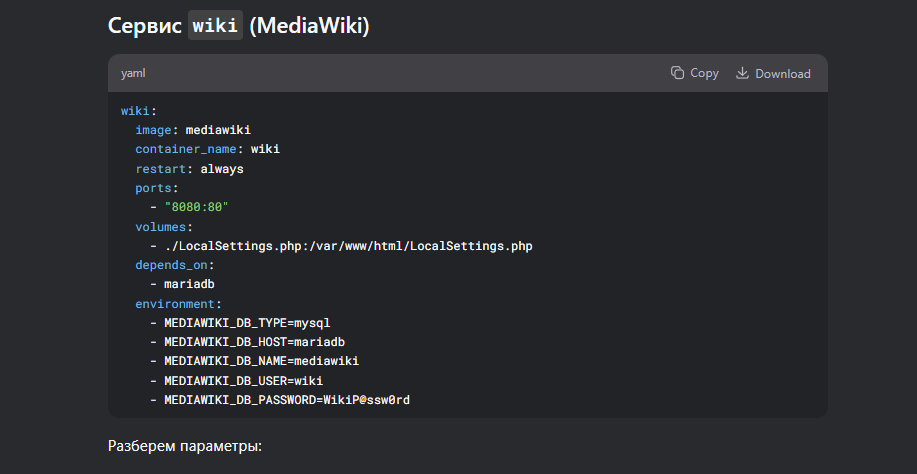 Сервис wiki (MediaWiki)
yaml Copy Download
wiki:
  image: mediawiki
  container_name: wiki
  restart: always
  ports:
    - "8080:80"
  volumes:
    - ./LocalSettings.php:/var/www/html/LocalSettings.php
  depends_on:
    - mariadb
  environment:
    - MEDIAWIKI_DB_TYPE=mysql
    - MEDIAWIKI_DB_HOST=mariadb
    - MEDIAWIKI_DB_NAME=mediawiki
    - MEDIAWIKI_DB_USER=wiki
    - MEDIAWIKI_DB_PASSWORD=WikiP@ssw0rd
Разберем параметры: